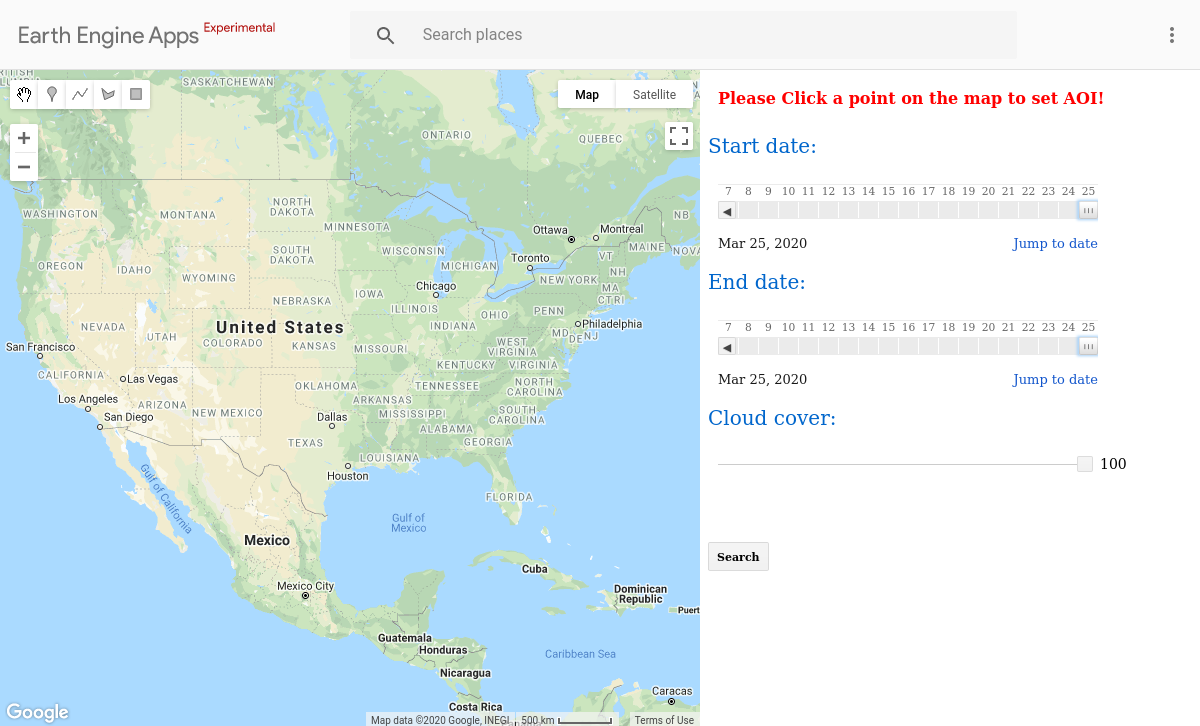 Earth Engine Apps Experimental
Search places
Map Satellite
SASKATCHEWAN
ONTARIO
QUEBEC
WASHINGTON
MONTANA
NORTH
DAKOTA
MINNESOTA
NB
Ottawa
Montreal
MAINE
NOVA
OREGON
IDAHO
WYOMING
SOUTH
DAKOTA
WISCONSIN
MICHIGAN
Toronto
VT
NH
NEW YORK
MA
CT RI
Chicago
NEBRASKA
IOWA
ILLINOIS
INDIANA
OHIO
PENN
NEVADA
UTAH
COLORADO
United States
KANSAS
MISSOURI
WEST
VIRGINIA
MD
DE
NJ
Philadelphia
San Francisco
KENTUCKY
VIRGINIA
CALIFORNIA
Las Vegas
OKLAHOMA
TENNESSEE
NORTH
CAROLINA
Los Angeles
ARIZONA
NEW MEXICO
ARKANSAS
SOUTH
CAROLINA
San Diego
Dallas
MISSISSIPPI
ALABAMA
GEORGIA
TEXAS
LOUISIANA
Houston
FLORIDA
Gulf of California
Gulf of
Mexico
Mexico
Cuba
Mexico City
Dominican
Republic
Puert
Guatemala
Honduras
Caribbean Sea
Nicaragua
Caracas
Costa Rica
Google
Map data ©2020 Google, INEGI
500 km
Terms of Use
Please Click a point on the map to set AOI!
Start date:
7 8 9 10 11 12 13 14 15 16 17 18 19 20 21 22 23 24 25
Mar 25, 2020 Jump to date
End date:
7 8 9 10 11 12 13 14 15 16 17 18 19 20 21 22 23 24 25
Mar 25, 2020 Jump to date
Cloud cover:
100
Search